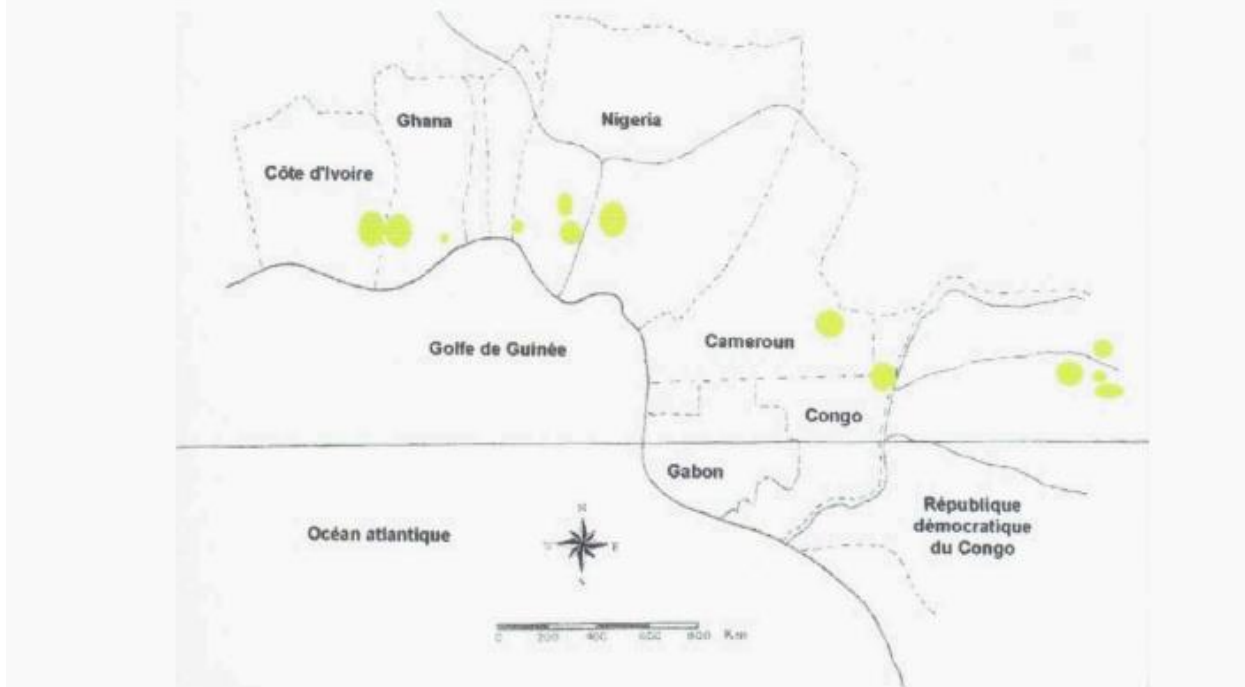 Ghana
Nigeria
Côte d'Ivoire
Cameroun
Golfe de Guinée
Congo
Gabon
République
démocratique
du Congo
Océan atlantique
N
E
0 200 400 600 800 Km